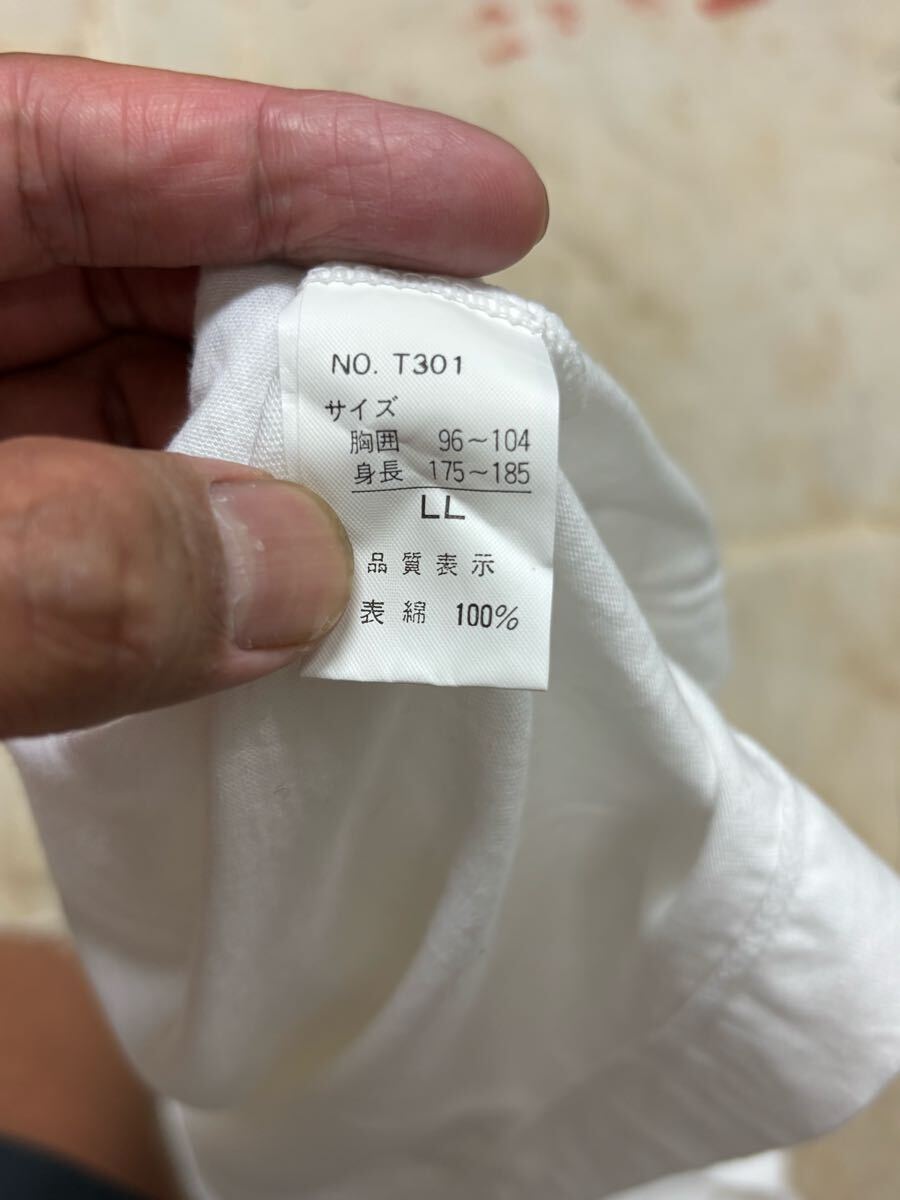 NO. T301
サイズ
胸囲 96～104
身長 175～185
LL
品質表示
表綿 100%